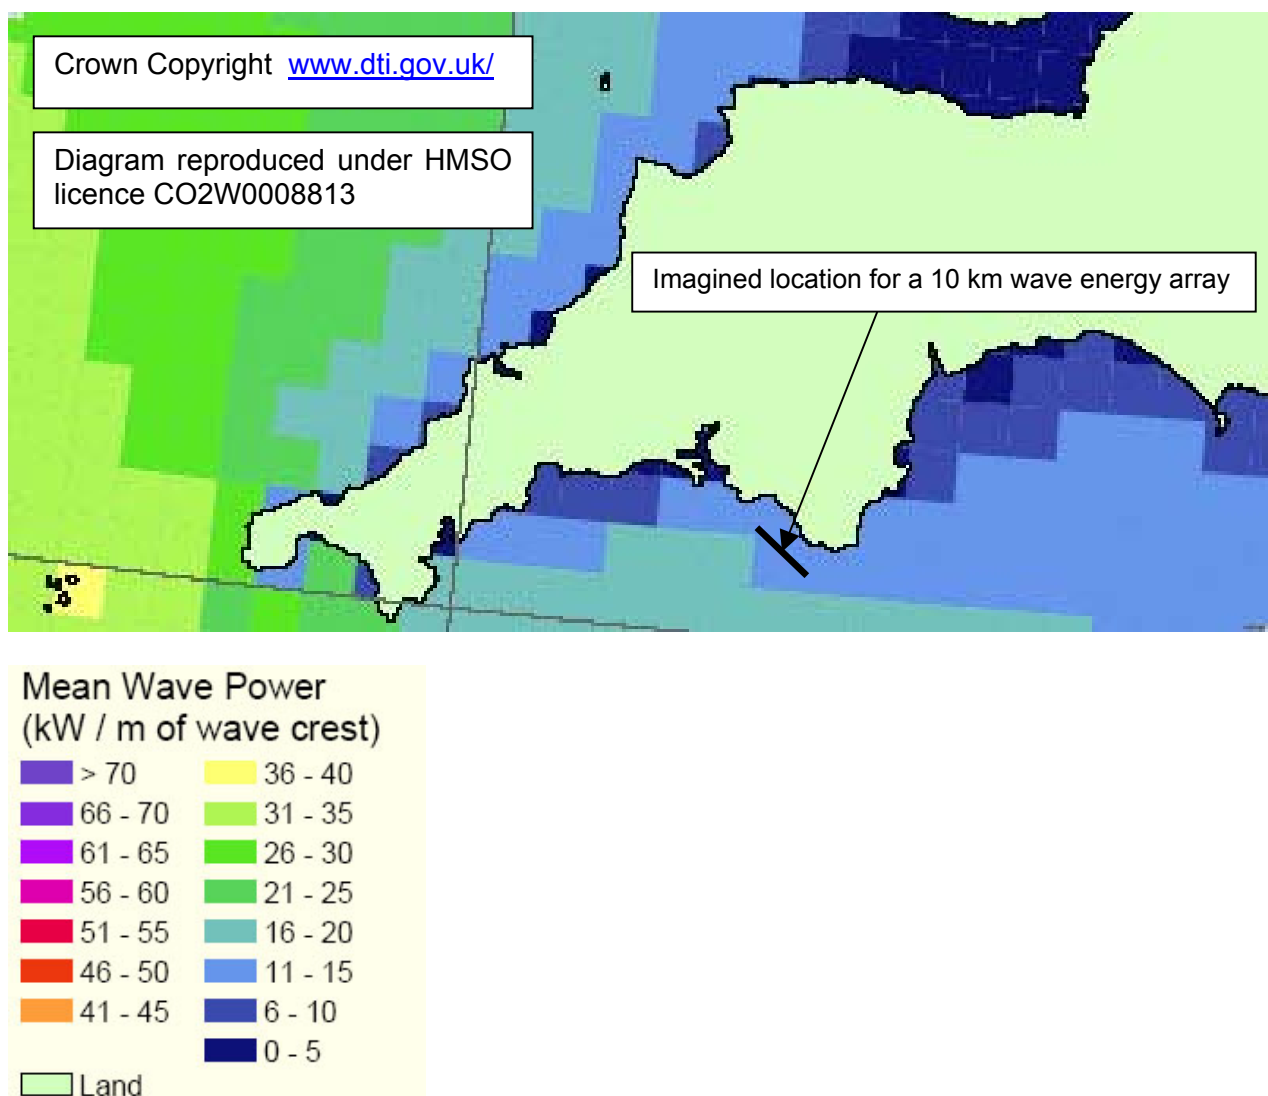 Crown Copyright www.dti.gov.uk/
Diagram reproduced under HMSO
licence CO2W0008813
Imagined location for a 10 km wave energy array
Mean Wave Power
(kW / m of wave crest)
> 70
66 - 70
61 - 65
56 - 60
51 - 55
46 - 50
41 - 45
36 - 40
31 - 35
26 - 30
21 - 25
16 - 20
11 - 15
6 - 10
0 - 5
Land